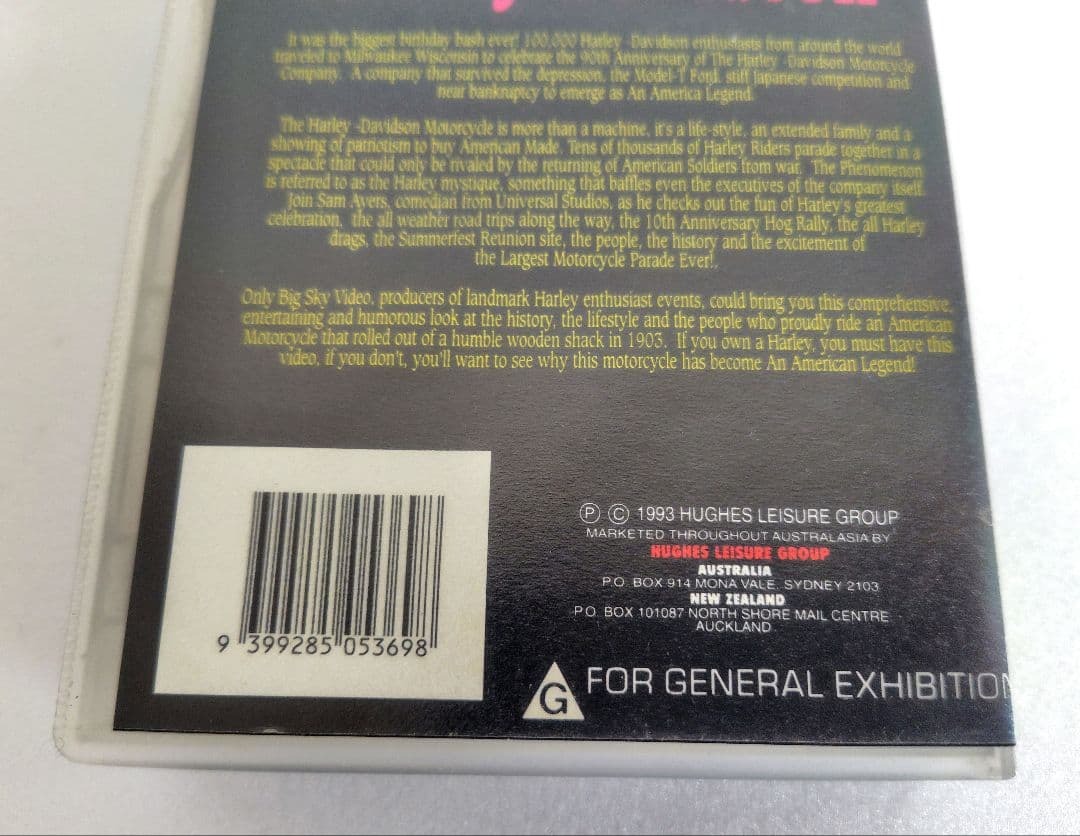 It was the biggest birthday bash ever! 100,000 Harley -Davidson enthusiasts from around the world
traveled to Milwaukee Wisconsin to celebrate the 90th Anniversary of The Harley -Davidson Motorcycle
Company. A company that survived the depression, the Model-T Ford, stiff Japanese competition and
near bankruptcy to emerge as An America Legend.
The Harley -Davidson Motorcycle is more than a machine, it's a life-style, an extended family and a
showing of patriotism to buy American Made. Tens of thousands of Harley Riders parade together in a
spectacle that could only be rivaled by the returning of American Soldiers from war. The Phenomenon
is referred to as the Harley mystique, something that baffles even the executives of the company itself.
Join Sam Ayers, comedian from Universal Studios, as he checks out the fun of Harley's greatest
celebration, the all weather road trips along the way, the 10th Anniversary Hog Rally, the all Harley
drags, the Summerfest Reunion site, the people, the history and the excitement of
the Largest Motorcycle Parade Ever!.
Only Big Sky Video, producers of landmark Harley enthusiast events, could bring you this comprehensive,
entertaining and humorous look at the history, the lifestyle and the people who proudly ride an American
Motorcycle that rolled out of a humble wooden shack in 1903. If you own a Harley, you must have this
video, if you don't, you'll want to see why this motorcycle has become An American Legend!
9 399285 053698
Ⓟ © 1993 HUGHES LEISURE GROUP
MARKETED THROUGHOUT AUSTRALASIA BY
HUGHES LEISURE GROUP
AUSTRALIA
P.O. BOX 914 MONA VALE, SYDNEY 2103
NEW ZEALAND
P.O. BOX 101087 NORTH SHORE MAIL CENTRE
AUCKLAND
G FOR GENERAL EXHIBITION